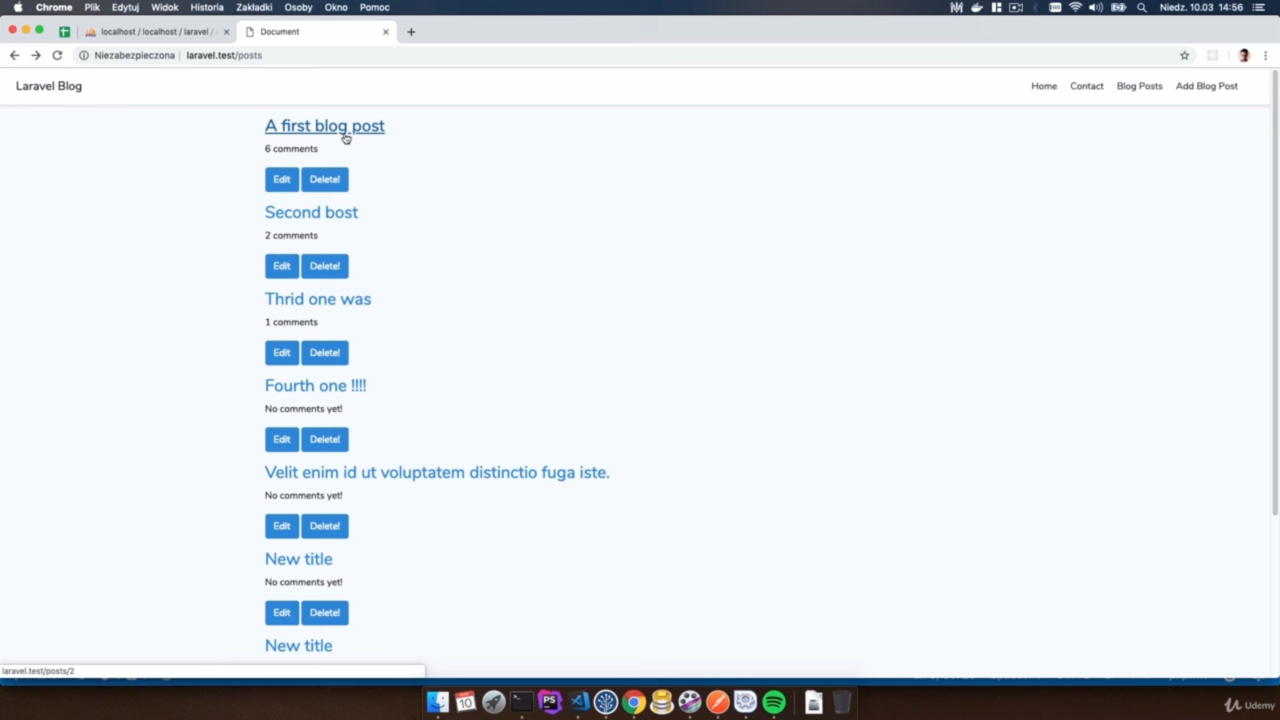 Chrome Plik Edytuj Widok Historia Zakładki Osoby Okno Pomoc Niedz. 10.03 14:56
localhost / localhost / laravel / Document
Niezabezpieczona laravel.test/posts
Laravel Blog Home Contact Blog Posts Add Blog Post
A first blog post
6 comments
Edit Delete!
Second bost
2 comments
Edit Delete!
Thrid one was
1 comments
Edit Delete!
Fourth one !!!!
No comments yet!
Edit Delete!
Velit enim id ut voluptatem distinctio fuga iste.
No comments yet!
Edit Delete!
New title
No comments yet!
Edit Delete!
New title
laravel.test/posts/2
10 PS
Udemy